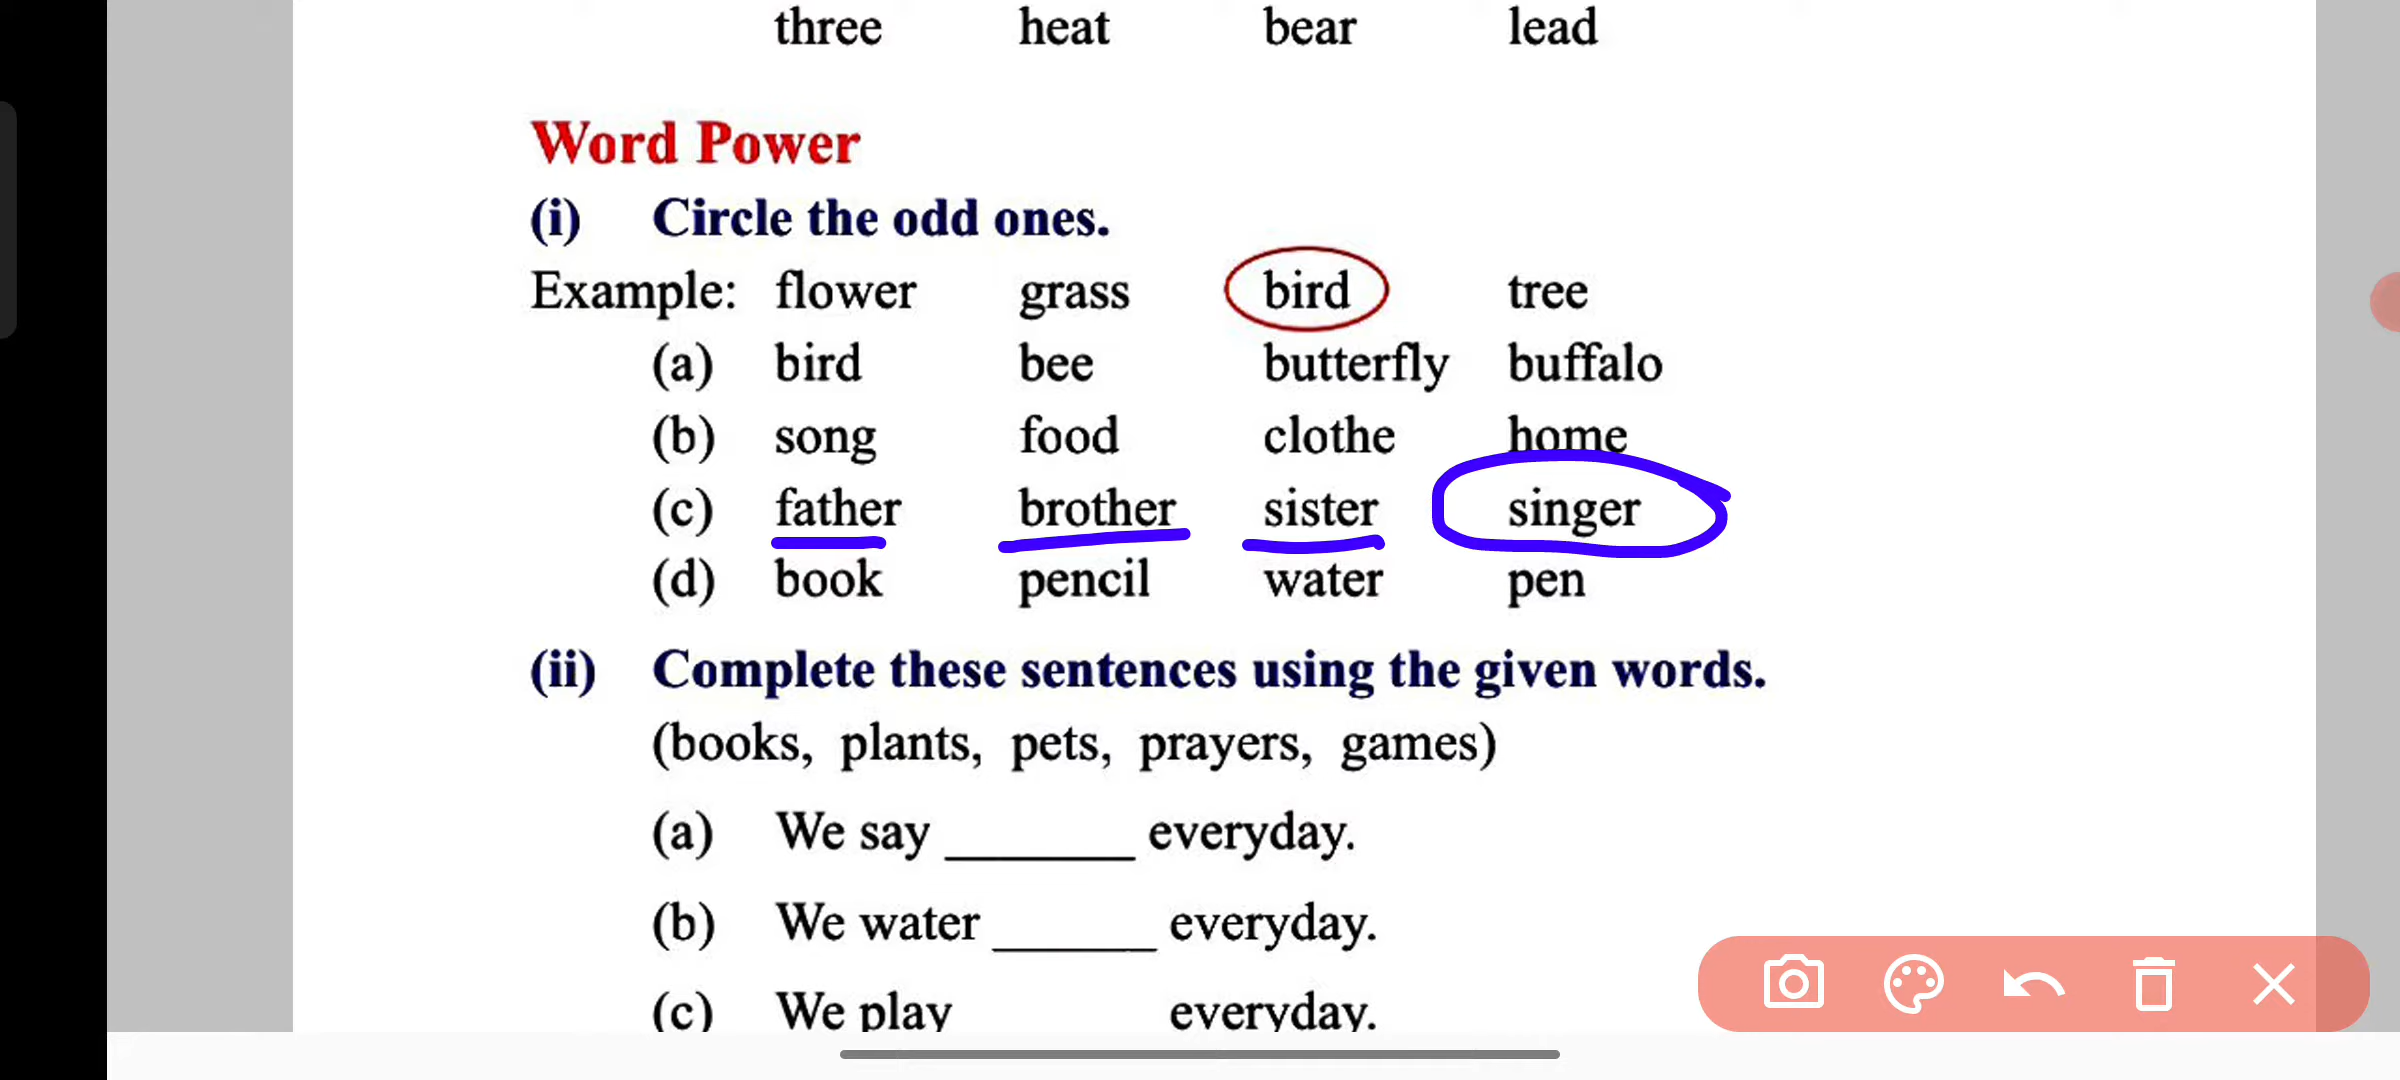 three heat bear lead
Word Power
(i) Circle the odd ones.
Example: flower grass bird tree
(a) bird bee butterfly buffalo
(b) song food clothe home
(c) father brother sister singer
(d) book pencil water pen
(ii) Complete these sentences using the given words.
(books, plants, pets, prayers, games)
(a) We say ________ everyday.
(b) We water _______ everyday.
(c) We play everyday.